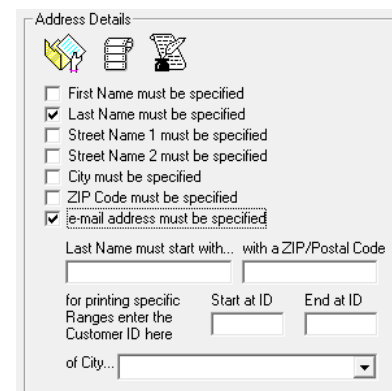 Address Details
First Name must be specified
Last Name must be specified
Street Name 1 must be specified
Street Name 2 must be specified
City must be specified
ZIP Code must be specified
e-mail address must be specified
Last Name must start with... with a ZIP/Postal Code
for printing specific Start at ID End at ID
Ranges enter the
Customer ID here
of City...